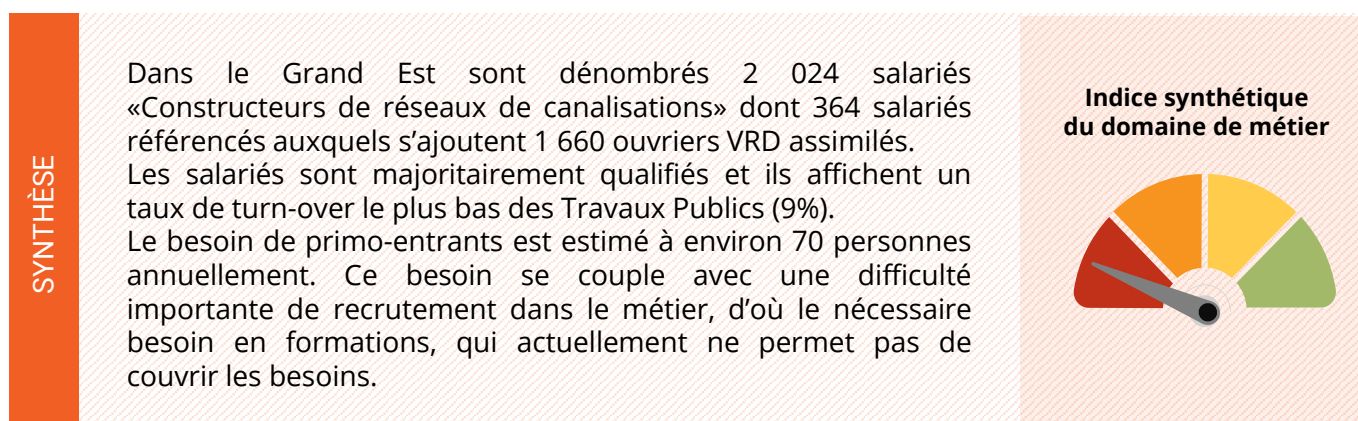 SYNTHÈSE
Dans le Grand Est sont dénombrés 2 024 salariés
«Constructeurs de réseaux de canalisations» dont 364 salariés
référencés auxquels s’ajoutent 1 660 ouvriers VRD assimilés.
Les salariés sont majoritairement qualifiés et ils affichent un
taux de turn-over le plus bas des Travaux Publics (9%).
Le besoin de primo-entrants est estimé à environ 70 personnes
annuellement. Ce besoin se couple avec une difficulté
importante de recrutement dans le métier, d’où le nécessaire
besoin en formations, qui actuellement ne permet pas de
couvrir les besoins.
Indice synthétique
du domaine de métier